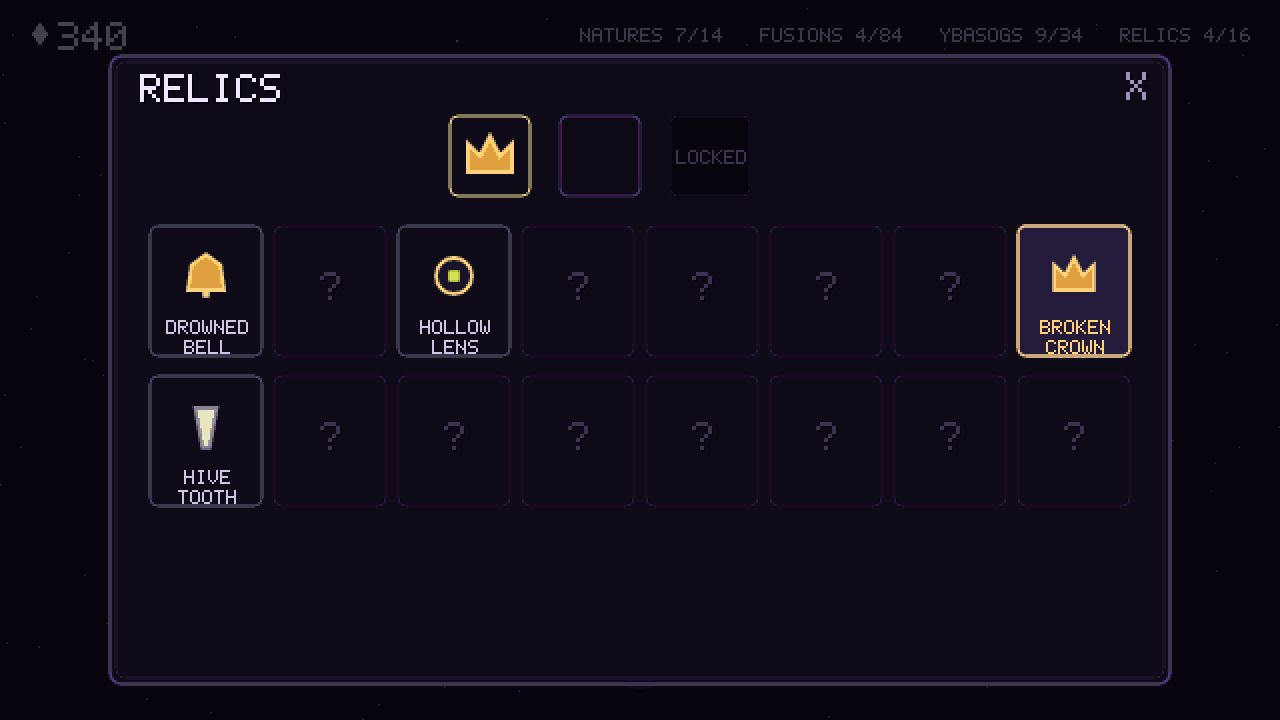 340
NATURES 7/14 FUSIONS 4/84 YBASOGS 9/34 RELICS 4/16
RELICS X
LOCKED
? ? ? ? ? ?
DROWNED HOLLOW BROKEN
BELL LENS CROWN
? ? ? ? ? ? ?
HIVE
TOOTH